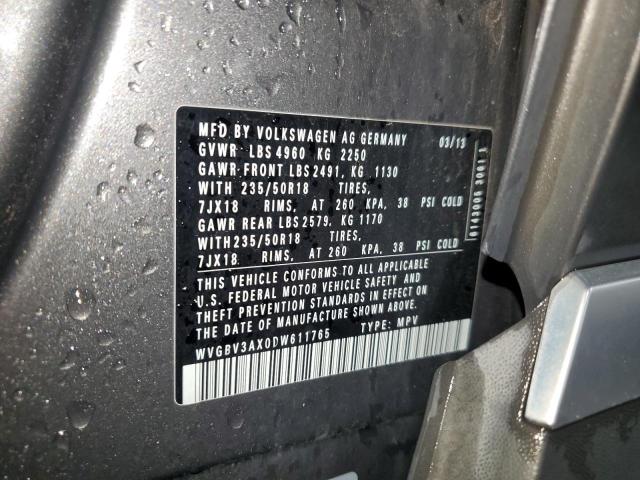 MFD BY VOLKSWAGEN AG GERMANY 03/13
GVWR LBS 4960 KG 2250
GAWR FRONT LBS 2491, KG 1130
WITH 235/50R18 TIRES,
7JX18 RIMS, AT 260 KPA, 38 PSI COLD
GAWR REAR LBS 2579, KG 1170
WITH 235/50R18 TIRES,
7JX18 RIMS, AT 260 KPA, 38 PSI COLD
THIS VEHICLE CONFORMS TO ALL APPLICABLE
U.S. FEDERAL MOTOR VEHICLE SAFETY AND
THEFT PREVENTION STANDARDS IN EFFECT ON
THE DATE OF MANUFACTURE SHOWN ABOVE.
WVGBV3AX0DW611765 TYPE: MPV